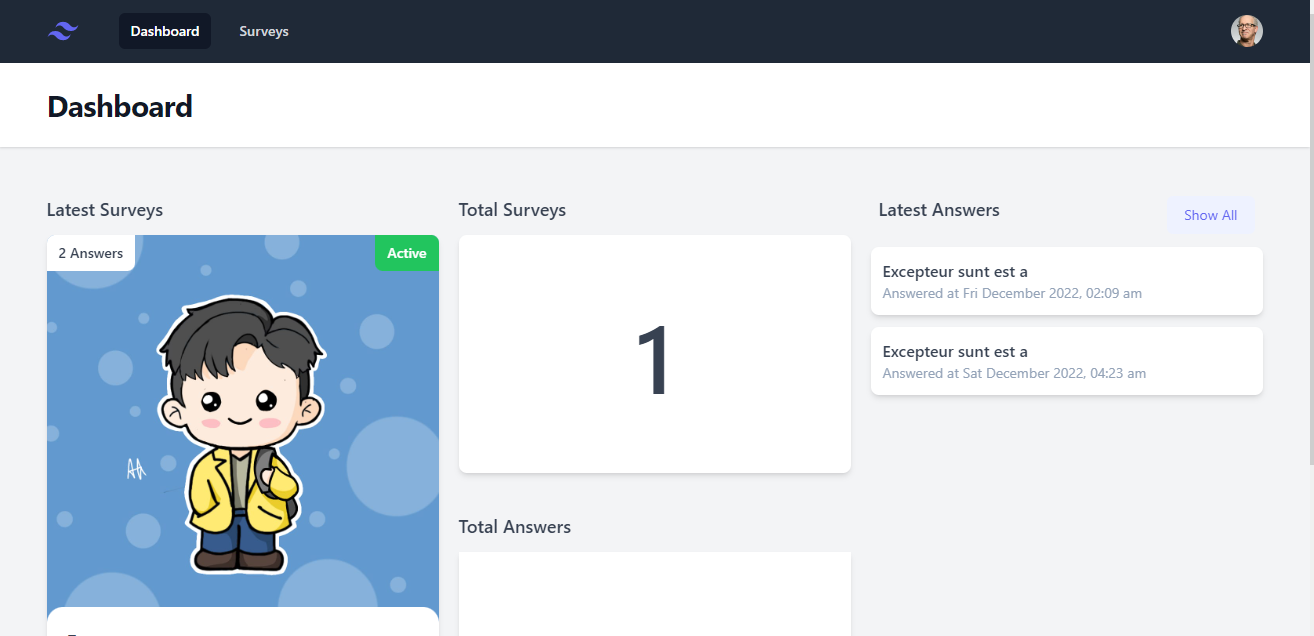 Dashboard
Surveys
Dashboard
Latest Surveys
2 Answers
Active
Total Surveys
1
Total Answers
Latest Answers
Show All
Excepteur sunt est a
Answered at Fri December 2022, 02:09 am
Excepteur sunt est a
Answered at Sat December 2022, 04:23 am